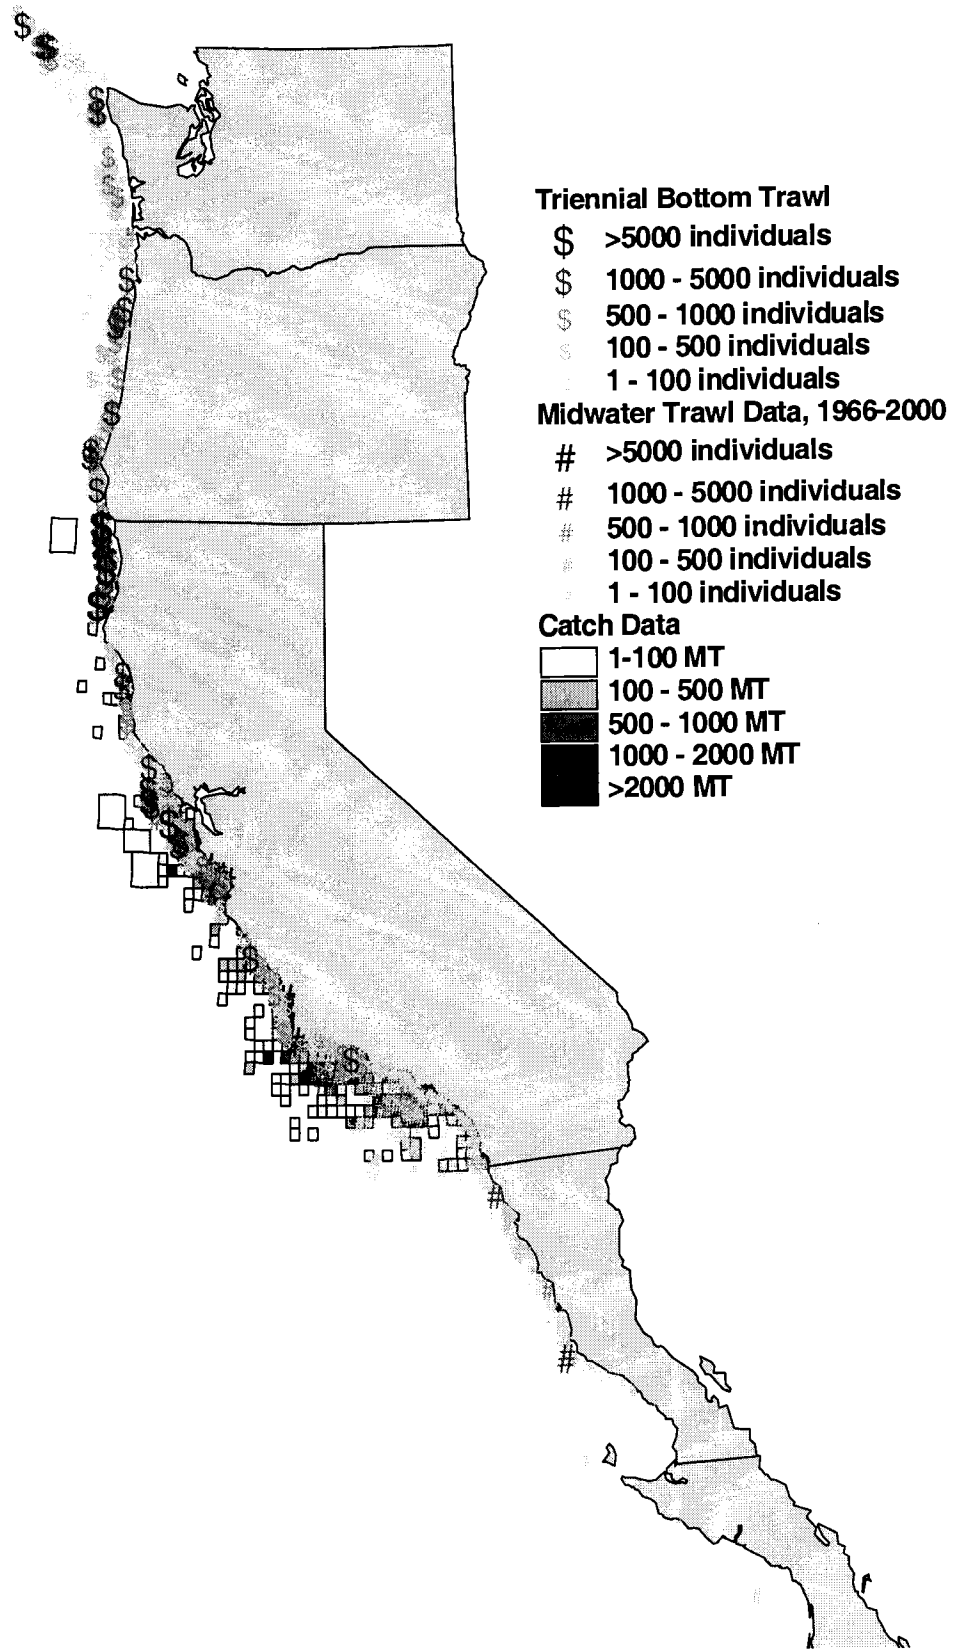 Triennial Bottom Trawl
$ >5000 individuals
$ 1000 - 5000 individuals
$ 500 - 1000 individuals
$ 100 - 500 individuals
1 - 100 individuals
Midwater Trawl Data, 1966-2000
# >5000 individuals
# 1000 - 5000 individuals
# 500 - 1000 individuals
# 100 - 500 individuals
1 - 100 individuals
Catch Data
1-100 MT
100 - 500 MT
500 - 1000 MT
1000 - 2000 MT
>2000 MT